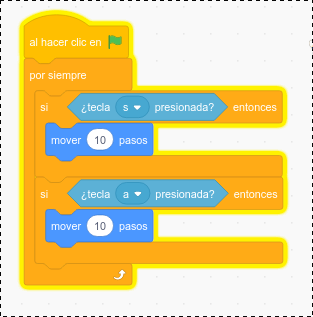 al hacer clic en
por siempre
si ¿tecla s presionada? entonces
mover 10 pasos
si ¿tecla a presionada? entonces
mover 10 pasos